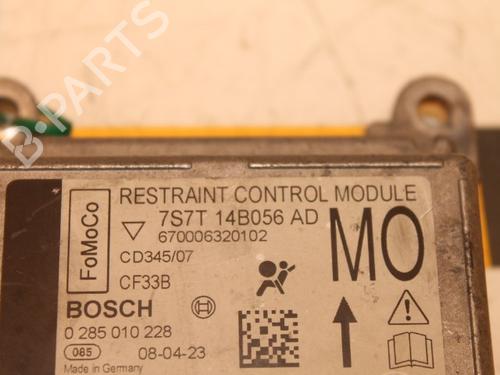 B-PARTS
RESTRAINT CONTROL MODULE
FoMoCo
7S7T 14B056 AD
670006320102
CD345/07
CF33B
MO
BOSCH
0 285 010 228
085
08-04-23
Made in Germany